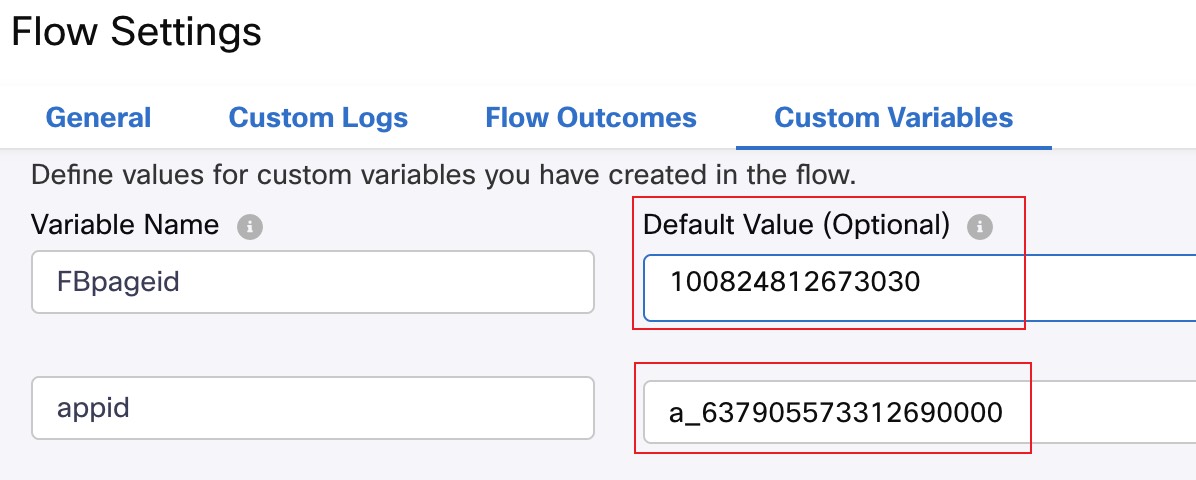 Flow Settings
General Custom Logs Flow Outcomes Custom Variables
Define values for custom variables you have created in the flow.
Variable Name Default Value (Optional)
FBpageid 100824812673030
appid a_637905573312690000